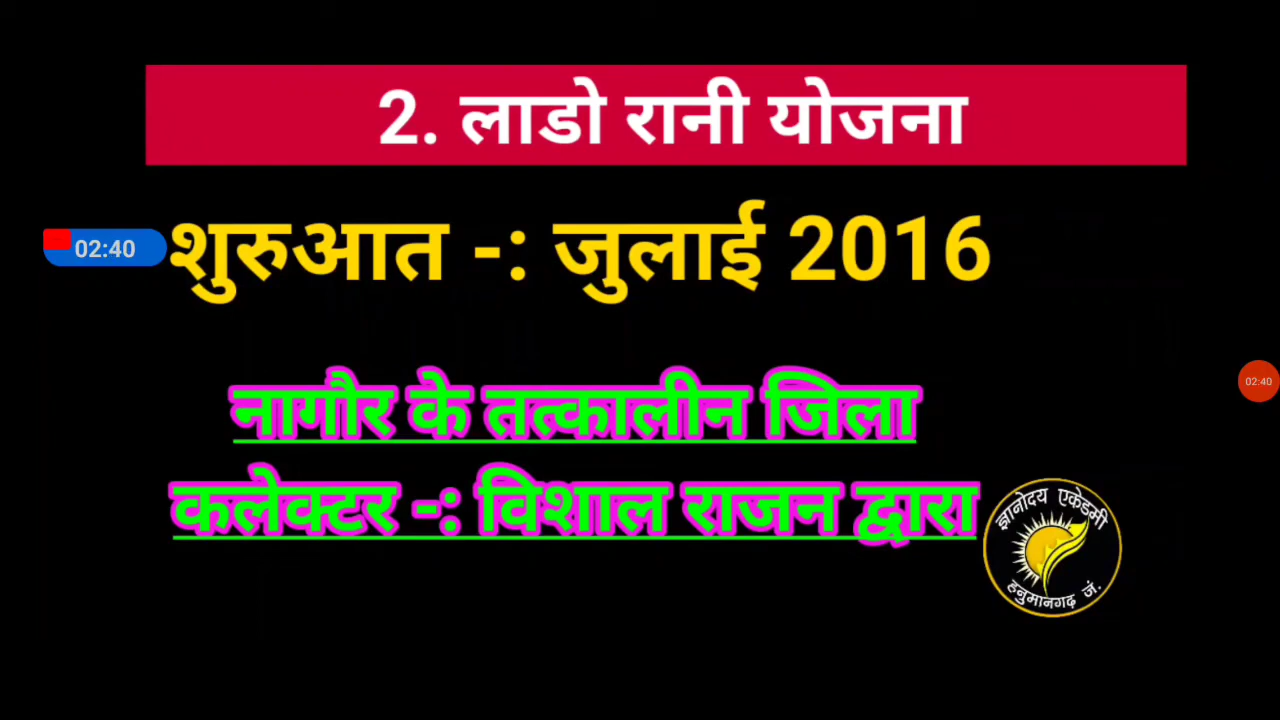 2. लाडो रानी योजना
02:40
शुरुआत -: जुलाई 2016
02:40
नागौर के तत्कालीन जिला
कलेक्टर -: विशाल राजन द्वारा
ज्ञानोदय एकेडमी
हनुमानगढ़ जं.